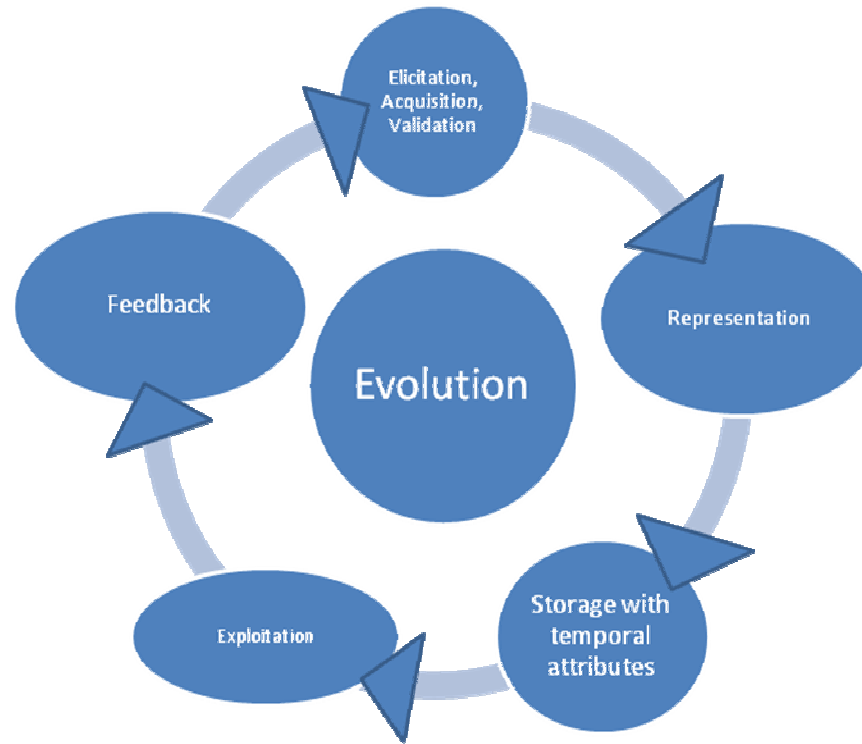 Elicitation,
Acquisition,
Validation
Representation
Storage with
temporal
attributes
Exploitation
Feedback
Evolution